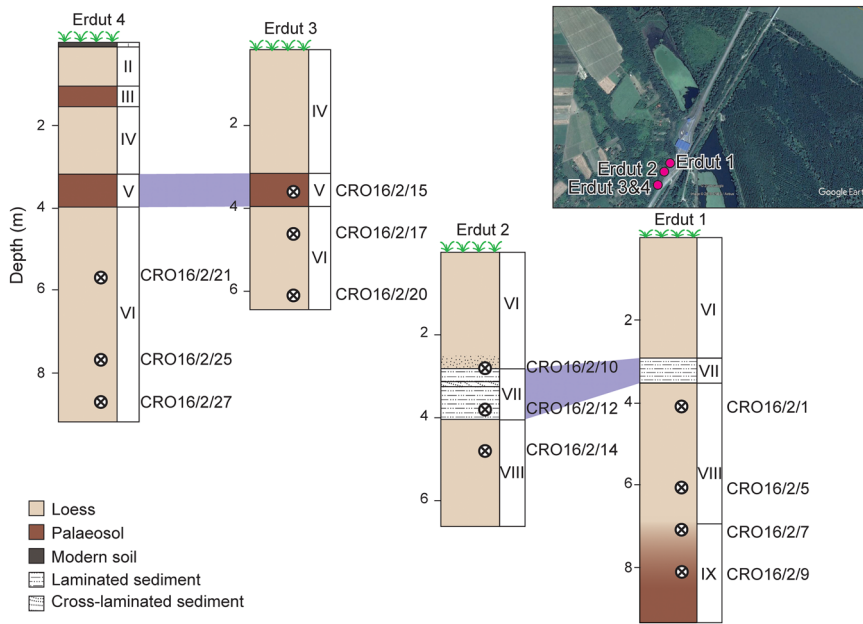 Erdut 4
Erdut 3
Depth (m)
2
4
6
8
II
III
IV
V
VI
CRO16/2/21
CRO16/2/25
CRO16/2/27
2
4
6
IV
V
VI
CRO16/2/15
CRO16/2/17
CRO16/2/20
Erdut 1
Erdut 2
Erdut 3&4
Google Eart
Erdut 2
2
4
6
VI
VII
VIII
CRO16/2/10
CRO16/2/12
CRO16/2/14
Erdut 1
2
4
6
8
VI
VII
VIII
IX
CRO16/2/1
CRO16/2/5
CRO16/2/7
CRO16/2/9
Loess
Palaeosol
Modern soil
Laminated sediment
Cross-laminated sediment